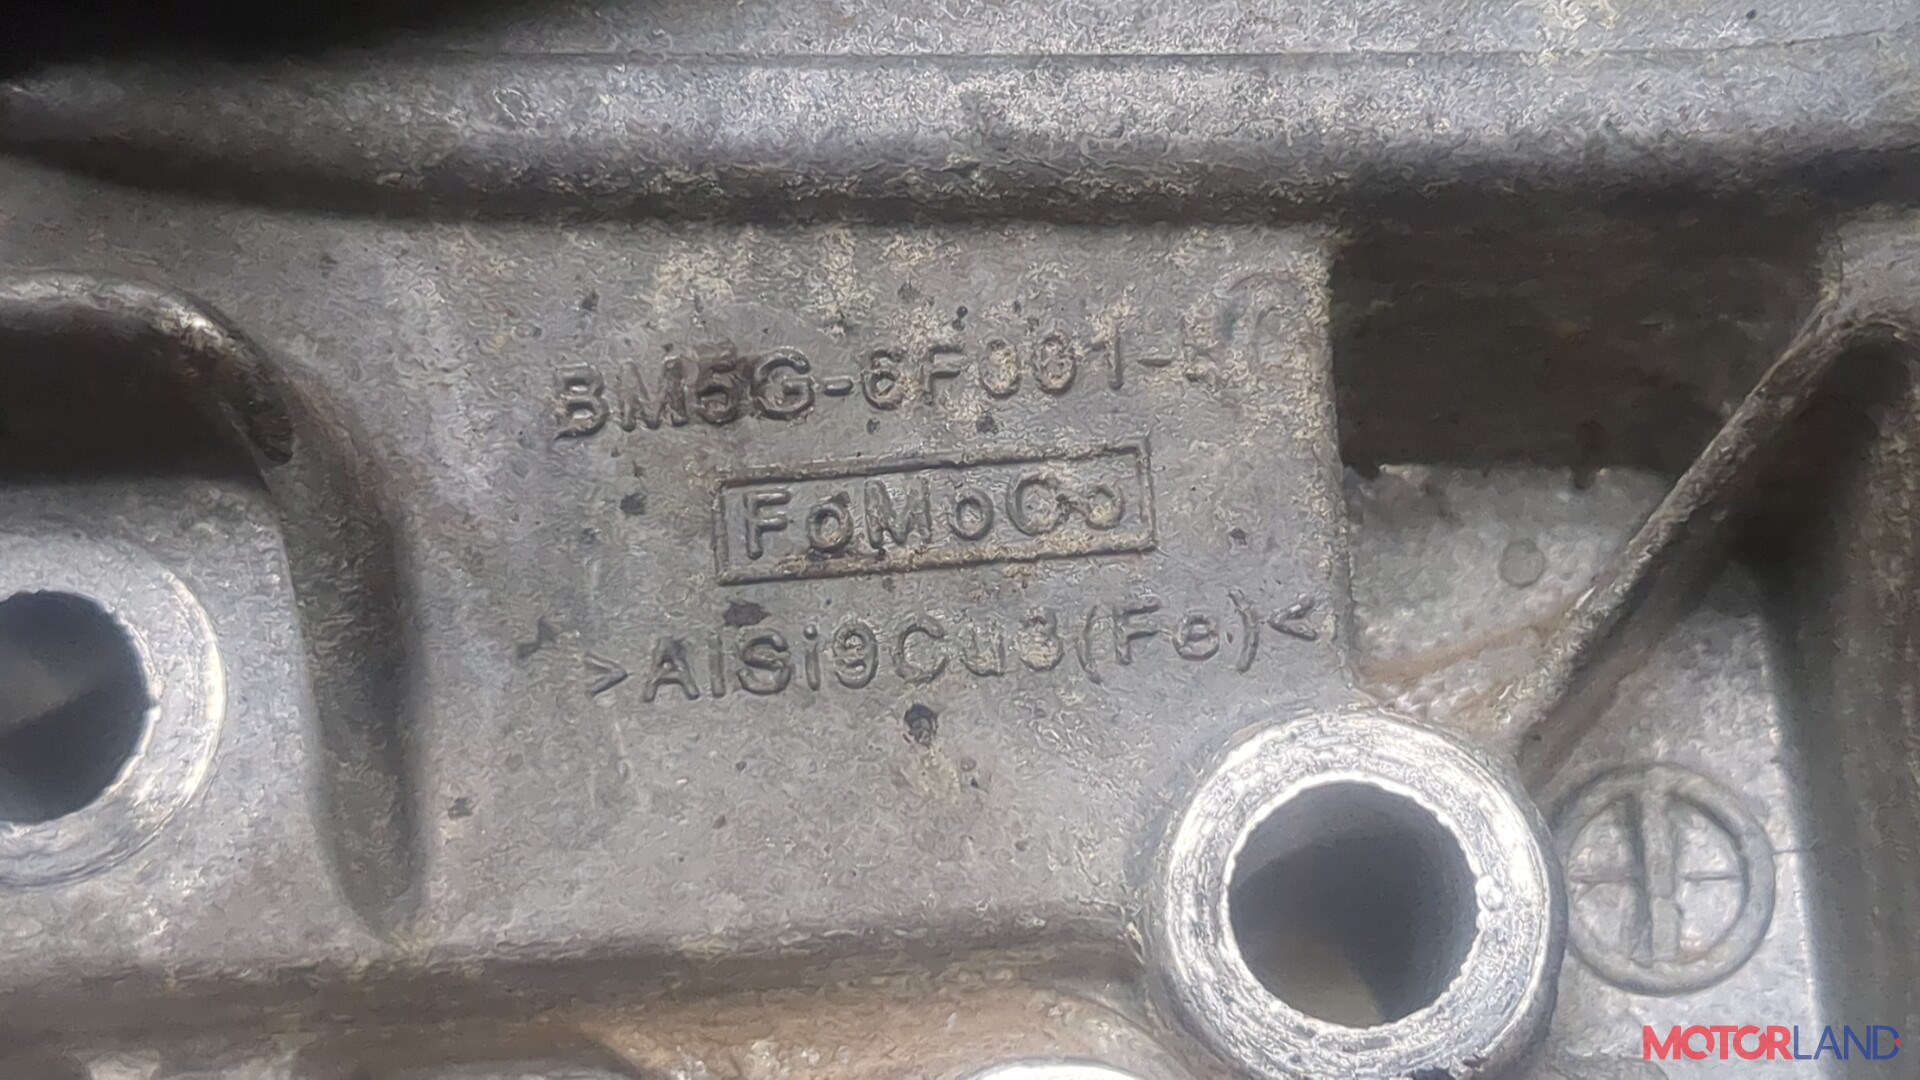 BM5G-6F001-
FoMoCo
>AlSi9Cu3(Fe)<
MOTORLAND